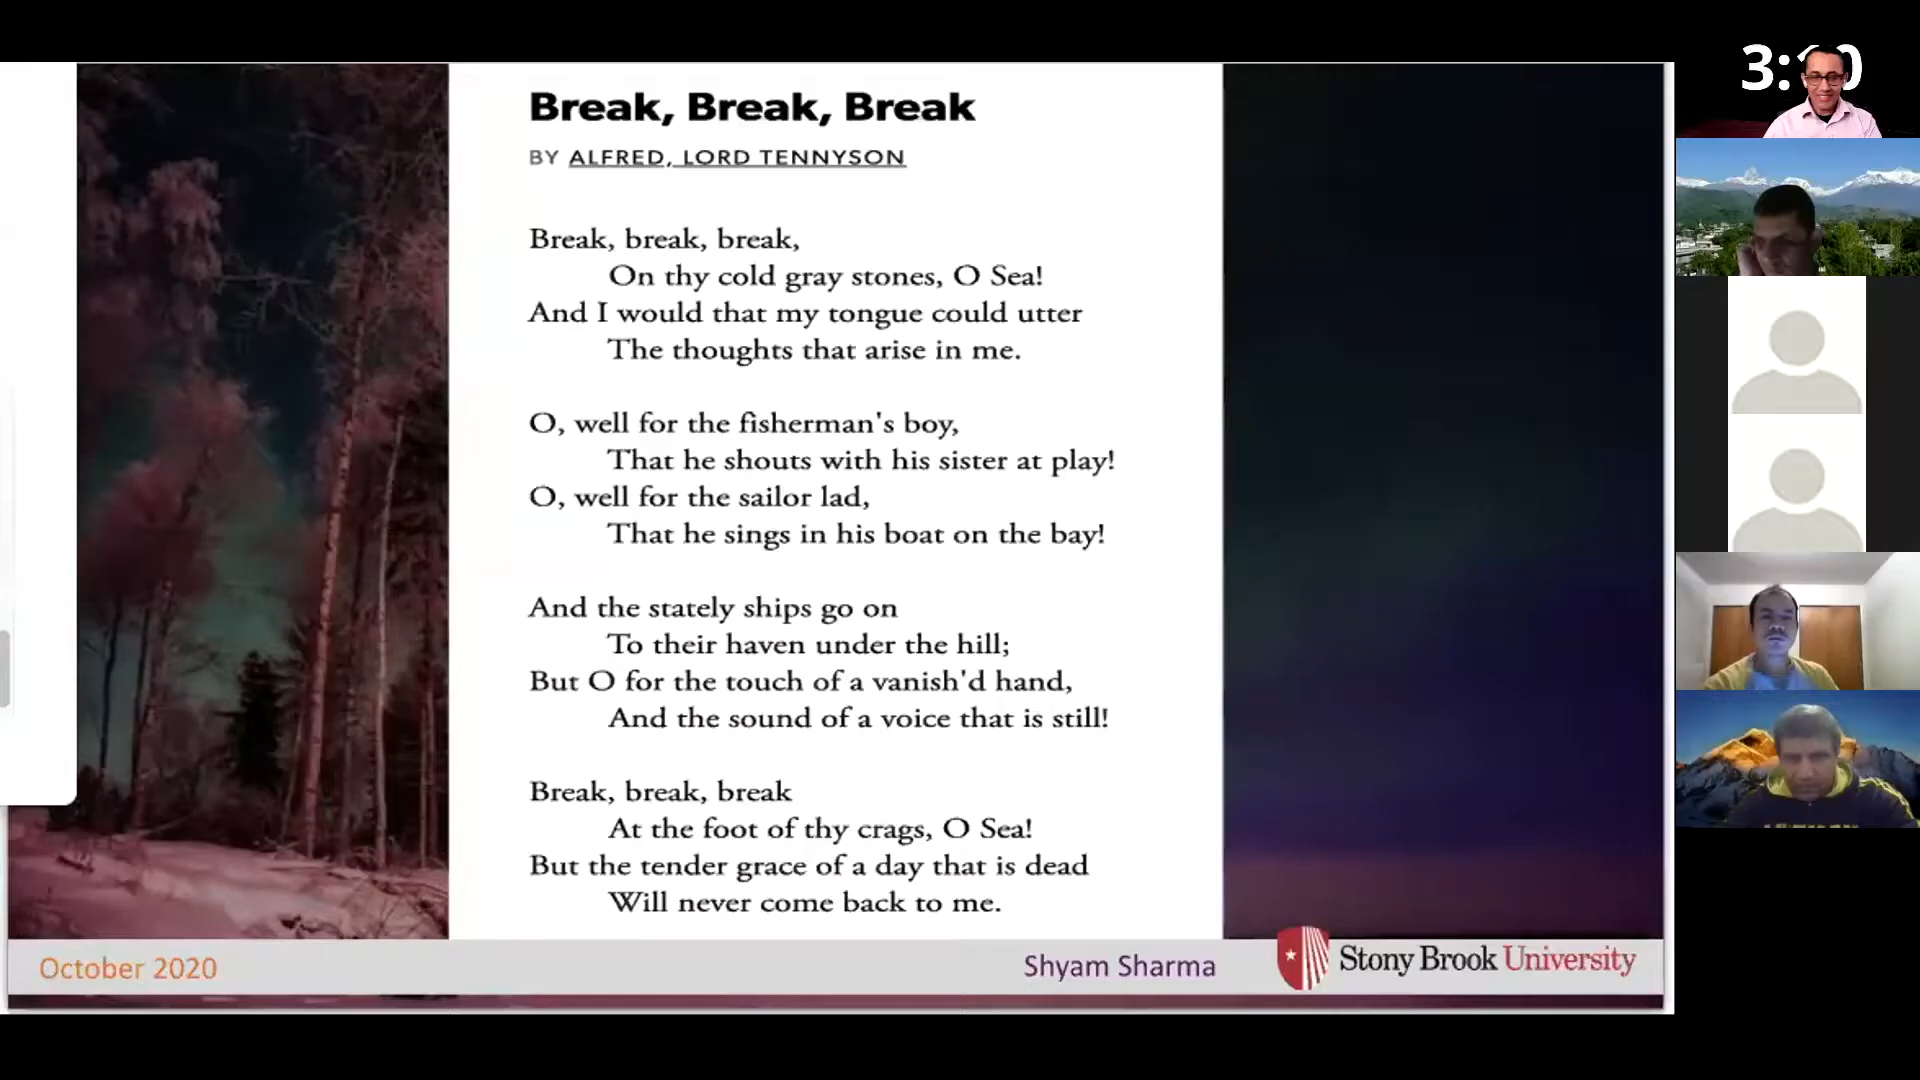 Break, Break, Break
BY ALFRED, LORD TENNYSON
Break, break, break,
On thy cold gray stones, O Sea!
And I would that my tongue could utter
The thoughts that arise in me.
O, well for the fisherman's boy,
That he shouts with his sister at play!
O, well for the sailor lad,
That he sings in his boat on the bay!
And the stately ships go on
To their haven under the hill;
But O for the touch of a vanish'd hand,
And the sound of a voice that is still!
Break, break, break
At the foot of thy crags, O Sea!
But the tender grace of a day that is dead
Will never come back to me.
October 2020
Shyam Sharma
Stony Brook University